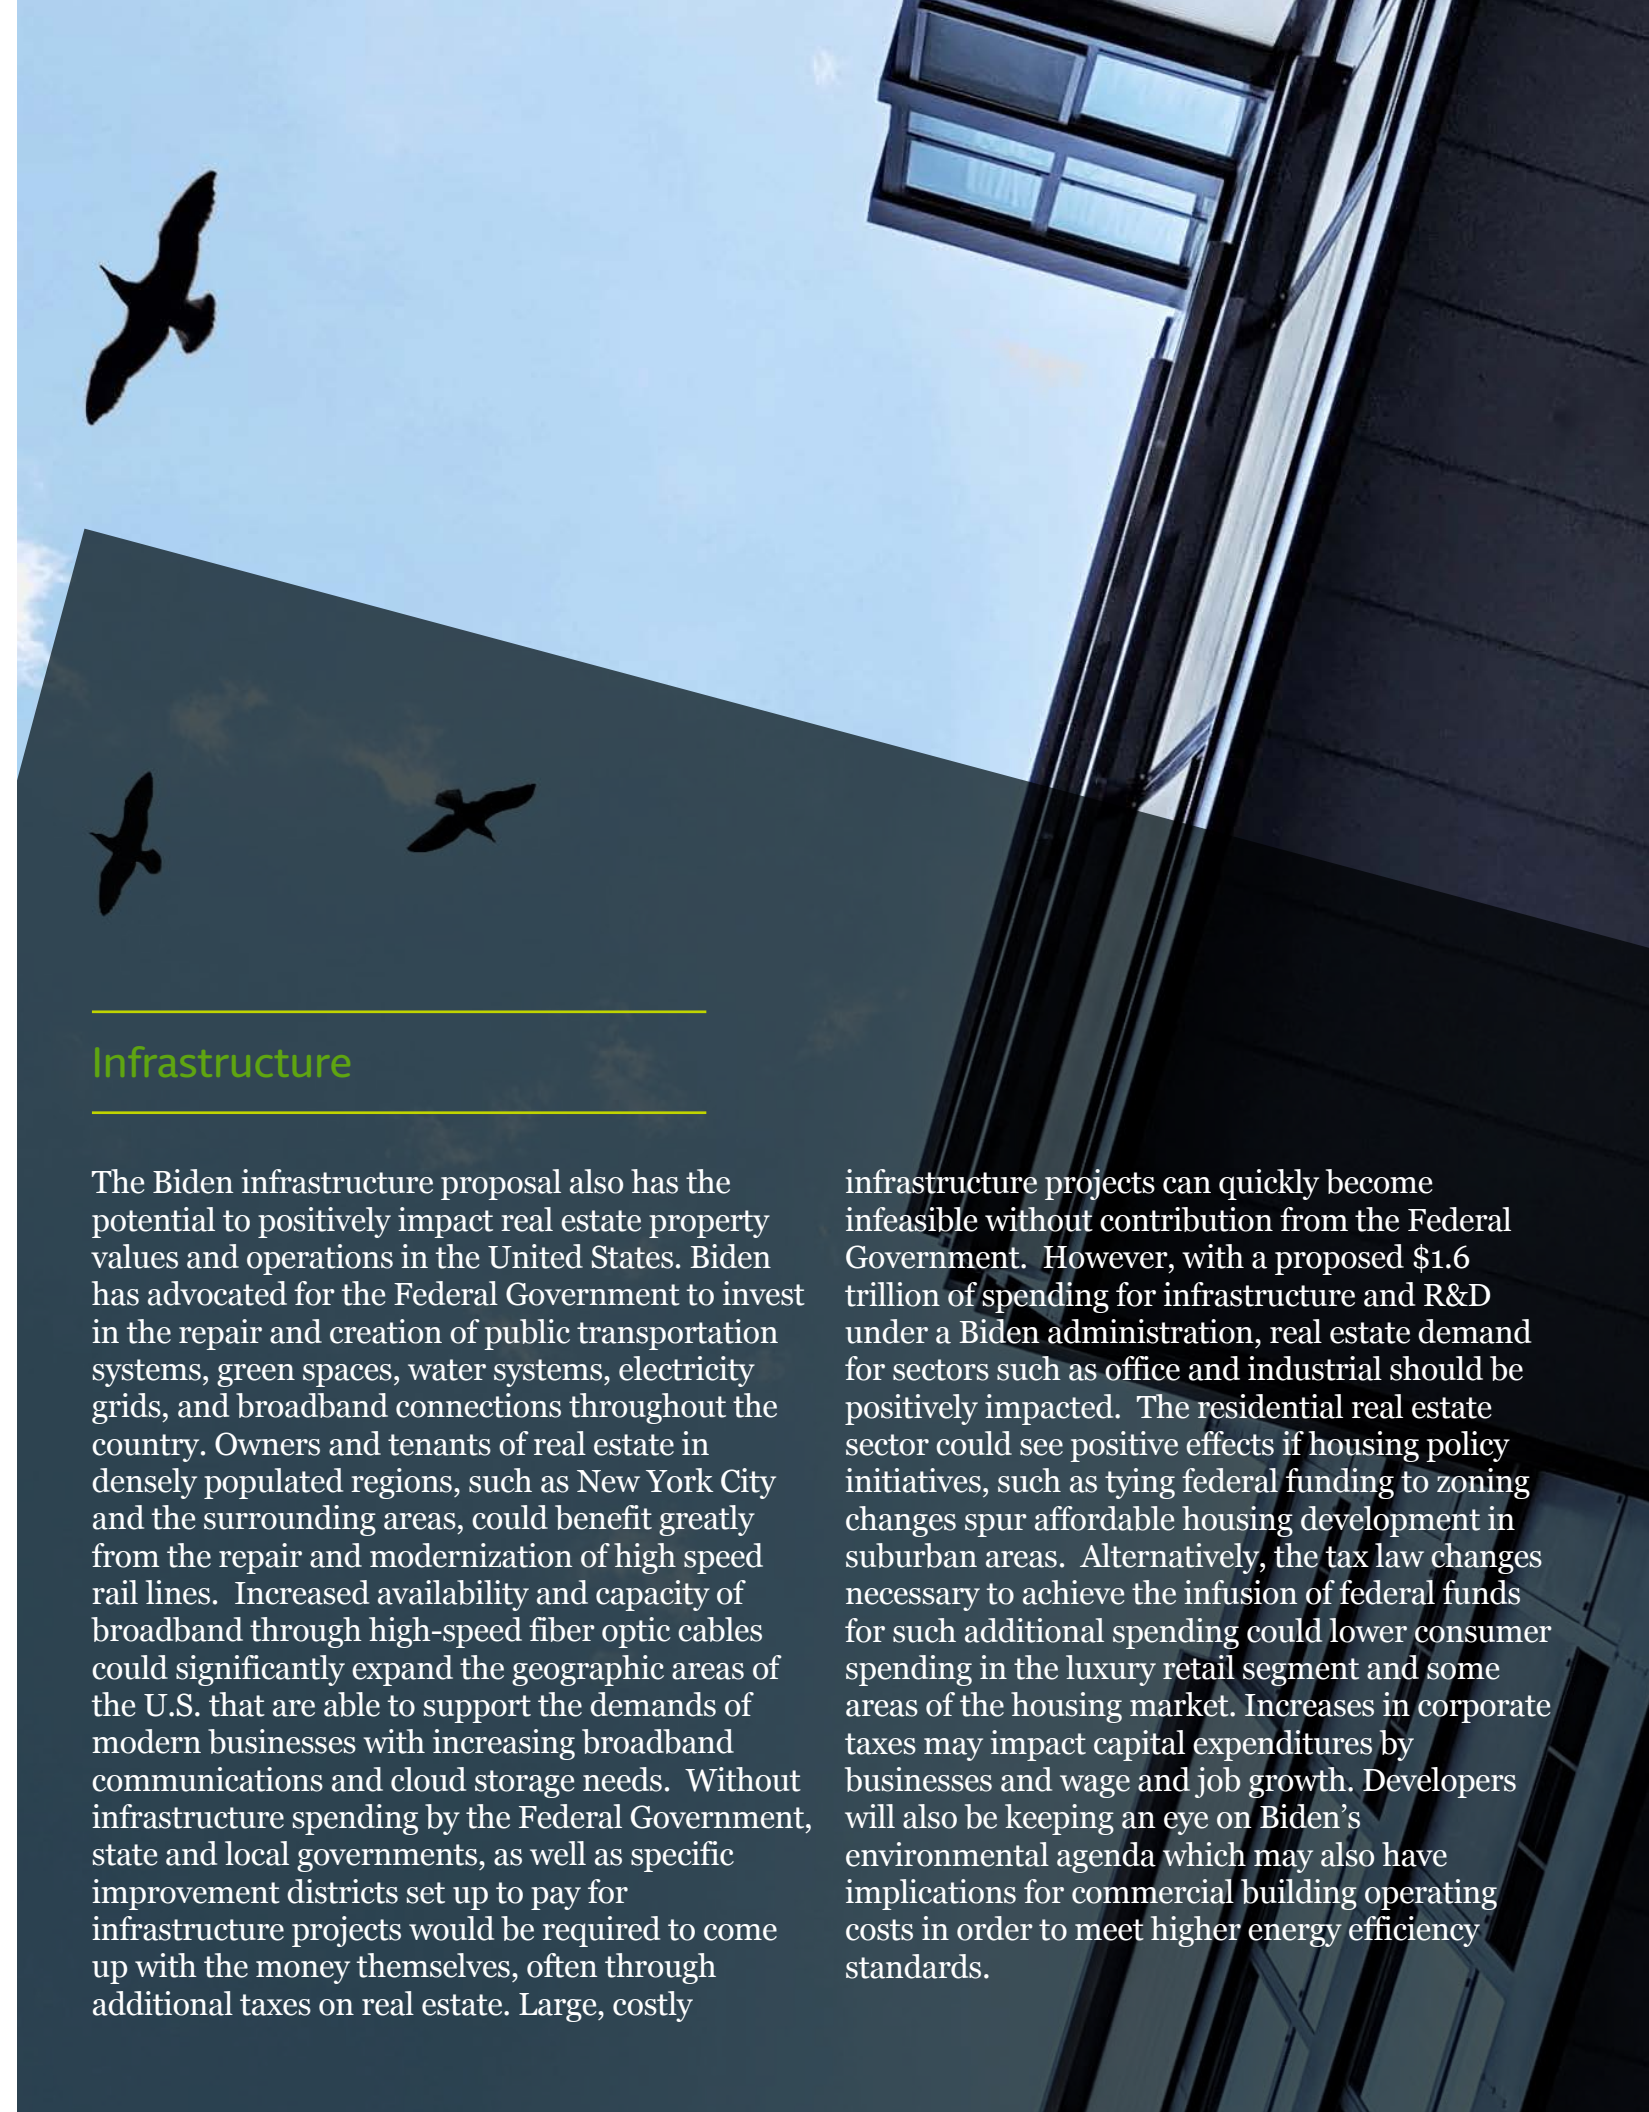 Infrastructure
The Biden infrastructure proposal also has the
potential to positively impact real estate property
values and operations in the United States. Biden
has advocated for the Federal Government to invest
in the repair and creation of public transportation
systems, green spaces, water systems, electricity
grids, and broadband connections throughout the
country. Owners and tenants of real estate in
densely populated regions, such as New York City
and the surrounding areas, could benefit greatly
from the repair and modernization of high speed
rail lines.  Increased availability and capacity of
broadband through high-speed fiber optic cables
could significantly expand the geographic areas of
the U.S. that are able to support the demands of
modern businesses with increasing broadband
communications and cloud storage needs.  Without
infrastructure spending by the Federal Government,
state and local governments, as well as specific
improvement districts set up to pay for
infrastructure projects would be required to come
up with the money themselves, often through
additional taxes on real estate. Large, costly
infrastructure projects can quickly become
infeasible without contribution from the Federal
Government.  However, with a proposed $1.6
trillion of spending for infrastructure and R&D
under a Biden administration, real estate demand
for sectors such as office and industrial should be
positively impacted.  The residential real estate
sector could see positive effects if housing policy
initiatives, such as tying federal funding to zoning
changes spur affordable housing development in
suburban areas.  Alternatively, the tax law changes
necessary to achieve the infusion of federal funds
for such additional spending could lower consumer
spending in the luxury retail segment and some
areas of the housing market. Increases in corporate
taxes may impact capital expenditures by
businesses and wage and job growth. Developers
will also be keeping an eye on Biden’s
environmental agenda which may also have
implications for commercial building operating
costs in order to meet higher energy efficiency
standards.